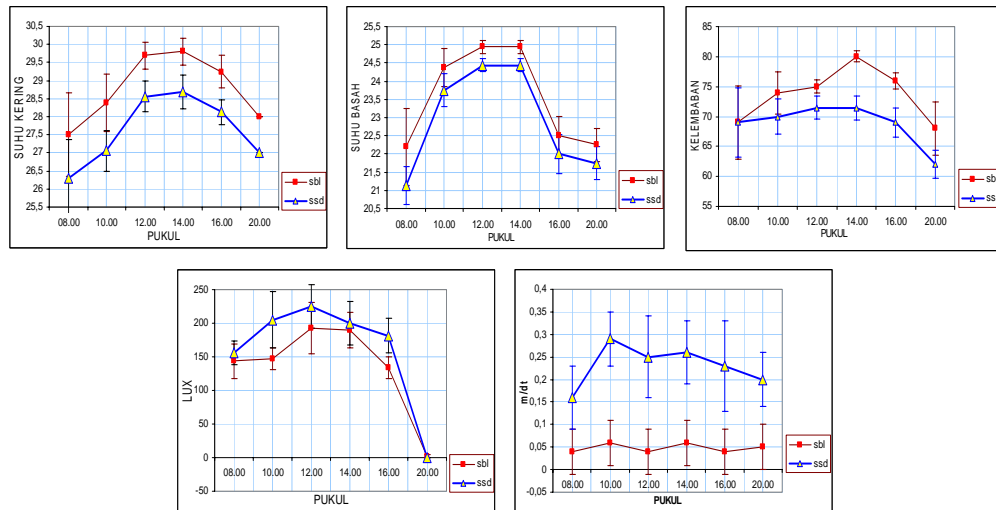 SUHU KERING
30,5
30
29,5
29
28,5
28
27,5
27
26,5
26
25,5
08.00 10.00 12.00 14.00 16.00 20.00
PUKUL
sbl
ssd
SUHU BASAH
25,5
25
24,5
23,9
23,3
22,7
22,1
21,6
21
20,5
08.00 10.00 12.00 14.00 16.00 20.00
PUKUL
sbl
ssd
KELEMBABAN
85
80
75
70
65
60
55
08.00 10.00 12.00 14.00 16.00 20.00
PUKUL
sbl
ssd
LUX
250
200
150
100
50
0
-50
08.00 10.00 12.00 14.00 16.00 20.00
PUKUL
sbl
ssd
m/dt
0,4
0,35
0,3
0,25
0,2
0,15
0,1
0,05
0
-0,05
08.00 10.00 12.00 14.00 16.00 20.00
PUKUL
sbl
ssd